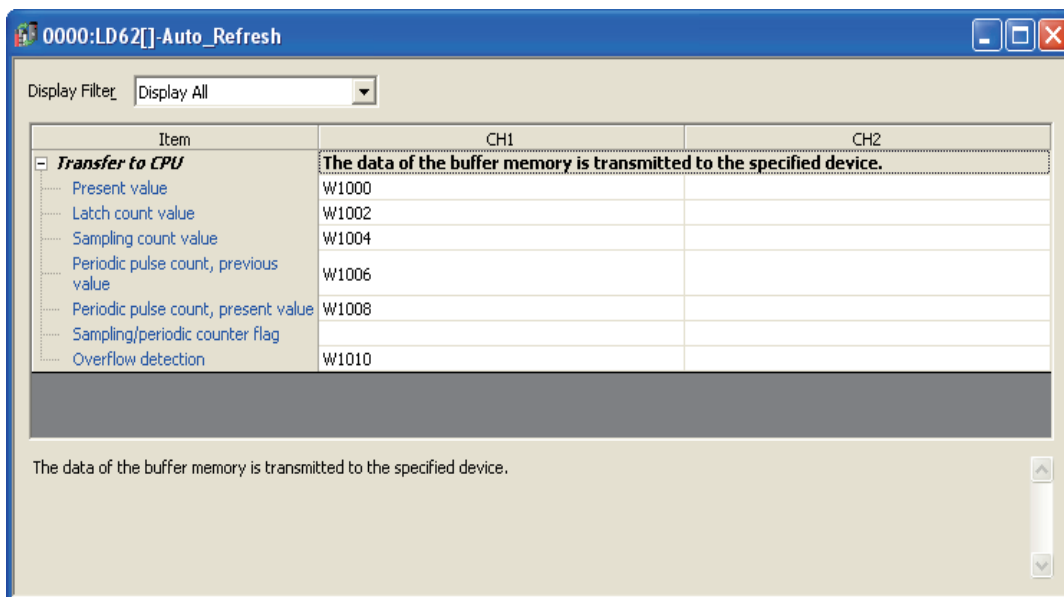 0000:LD62[]-Auto_Refresh
Display Filter Display All
Item CH1 CH2
Transfer to CPU The data of the buffer memory is transmitted to the specified device.
Present value W1000
Latch count value W1002
Sampling count value W1004
Periodic pulse count, previous
value W1006
Periodic pulse count, present value W1008
Sampling/periodic counter flag
Overflow detection W1010
The data of the buffer memory is transmitted to the specified device.